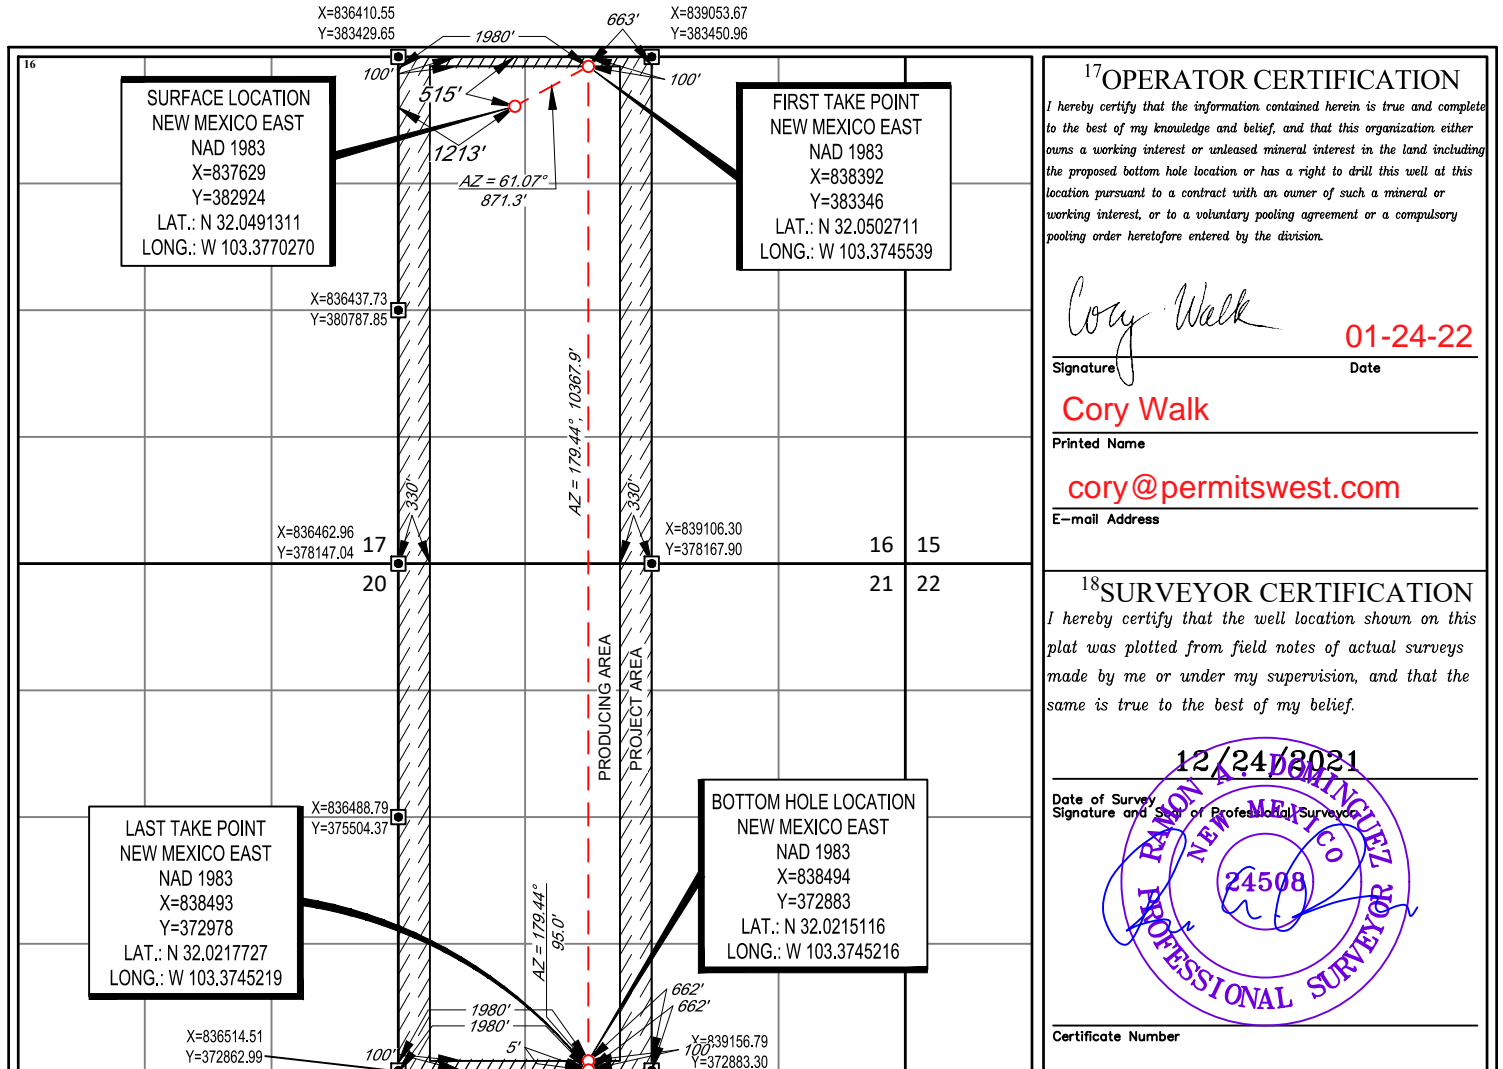 X=836410.55
Y=383429.65
1980'
663'
X=839053.67
Y=383450.96
16
100'
515'
100'
1213'
AZ = 61.07°
871.3'
SURFACE LOCATION
NEW MEXICO EAST
NAD 1983
X=837629
Y=382924
LAT.: N 32.0491311
LONG.: W 103.3770270
FIRST TAKE POINT
NEW MEXICO EAST
NAD 1983
X=838392
Y=383346
LAT.: N 32.0502711
LONG.: W 103.3745539
X=836437.73
Y=380787.85
AZ = 179.44°, 10367.9'
330'
330'
X=836462.96
Y=378147.04
17
20
X=839106.30
Y=378167.90
16 15
21 22
PRODUCING AREA
PROJECT AREA
X=836488.79
Y=375504.37
LAST TAKE POINT
NEW MEXICO EAST
NAD 1983
X=838493
Y=372978
LAT.: N 32.0217727
LONG.: W 103.3745219
AZ = 179.44°
95.0'
BOTTOM HOLE LOCATION
NEW MEXICO EAST
NAD 1983
X=838494
Y=372883
LAT.: N 32.0215116
LONG.: W 103.3745216
X=836514.51
Y=372862.99
1980'
1980'
5'
100'
662'
662'
X=839156.79
100'
Y=372883.30
17 OPERATOR CERTIFICATION
I hereby certify that the information contained herein is true and complete
to the best of my knowledge and belief, and that this organization either
owns a working interest or unleased mineral interest in the land including
the proposed bottom hole location or has a right to drill this well at this
location pursuant to a contract with an owner of such a mineral or
working interest, or to a voluntary pooling agreement or a compulsory
pooling order heretofore entered by the division.
Cory Walk
01-24-22
Signature Date
Cory Walk
Printed Name
cory@permitswest.com
E-mail Address
18 SURVEYOR CERTIFICATION
I hereby certify that the well location shown on this
plat was plotted from field notes of actual surveys
made by me or under my supervision, and that the
same is true to the best of my belief.
12/24/2021
Date of Survey
Signature and Seal of Professional Surveyor
RAMON A. DOMINGUEZ
NEW MEXICO
24508
PROFESSIONAL SURVEYOR
Certificate Number